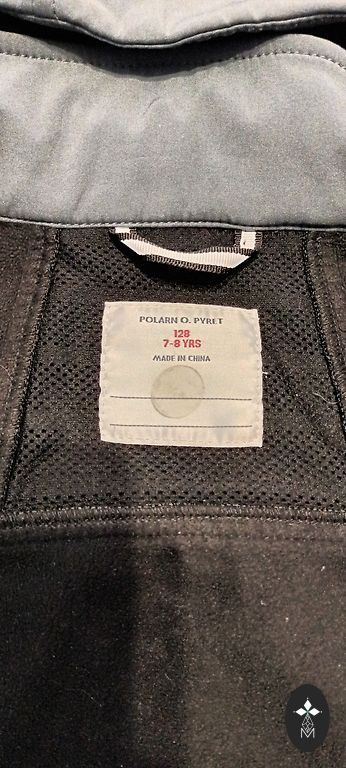 POLARN O. PYRET
128
7-8 YRS
MADE IN CHINA
M